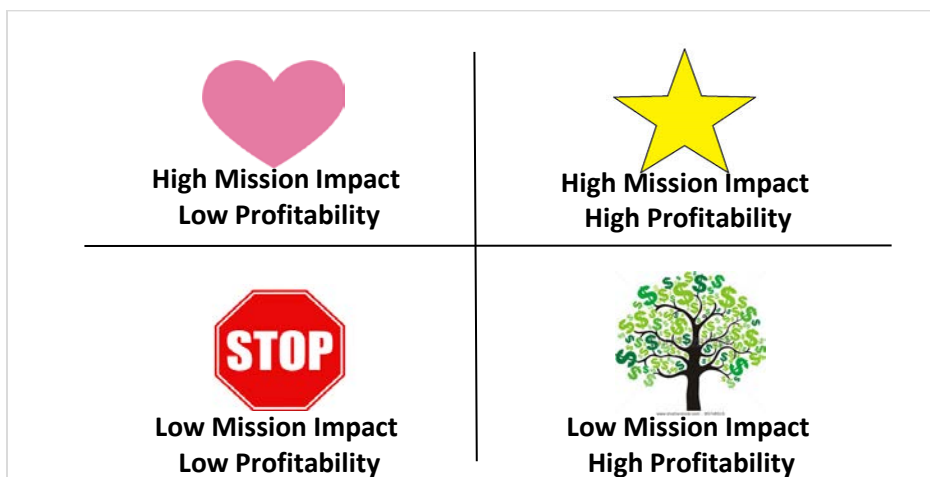 High Mission Impact
Low Profitability
High Mission Impact
High Profitability
STOP
Low Mission Impact
Low Profitability
Low Mission Impact
High Profitability